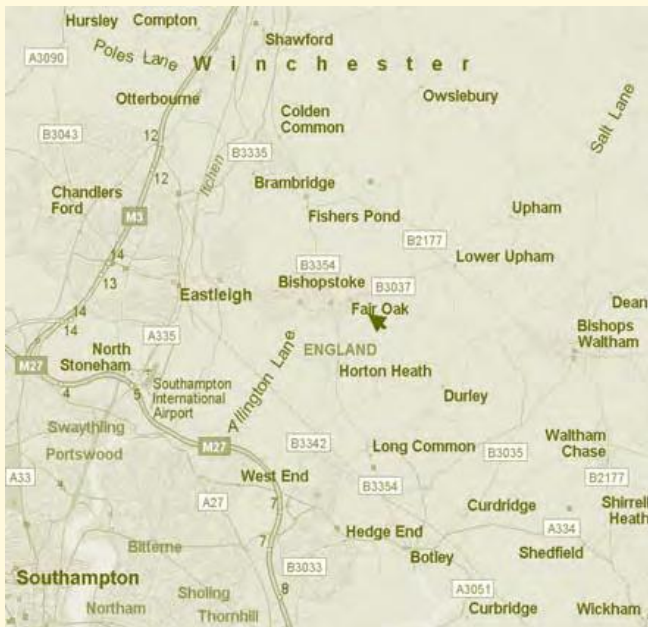 Hursley Compton
Poles Lane
Shawford
A3090
Winchester
Otterbourne
Owslebury
Salt Lane
Colden
Common
B3043
12
B3335
Itchen
12
Brambridge
Chandlers
Ford
M3
Fishers Pond
Upham
B2177
Lower Upham
14
13
B3354
Bishopstoke
B3037
Eastleigh
Fair Oak
Dean
14
14
A335
Bishops
Waltham
North
Stoneham
ENGLAND
M27
Allington Lane
Horton Heath
Southampton
International
Airport
4
5
Durley
Swaythling
Portswood
M27
B3342
Long Common
B3035
Waltham
Chase
A33
West End
B3354
B2177
A27
7
Curdridge
Shirrell
Heath
Hedge End
A334
7
Bitterne
Botley
Shedfield
B3033
Southampton
8
Sholing
A3051
Northam
Thornhill
Curbridge
Wickham